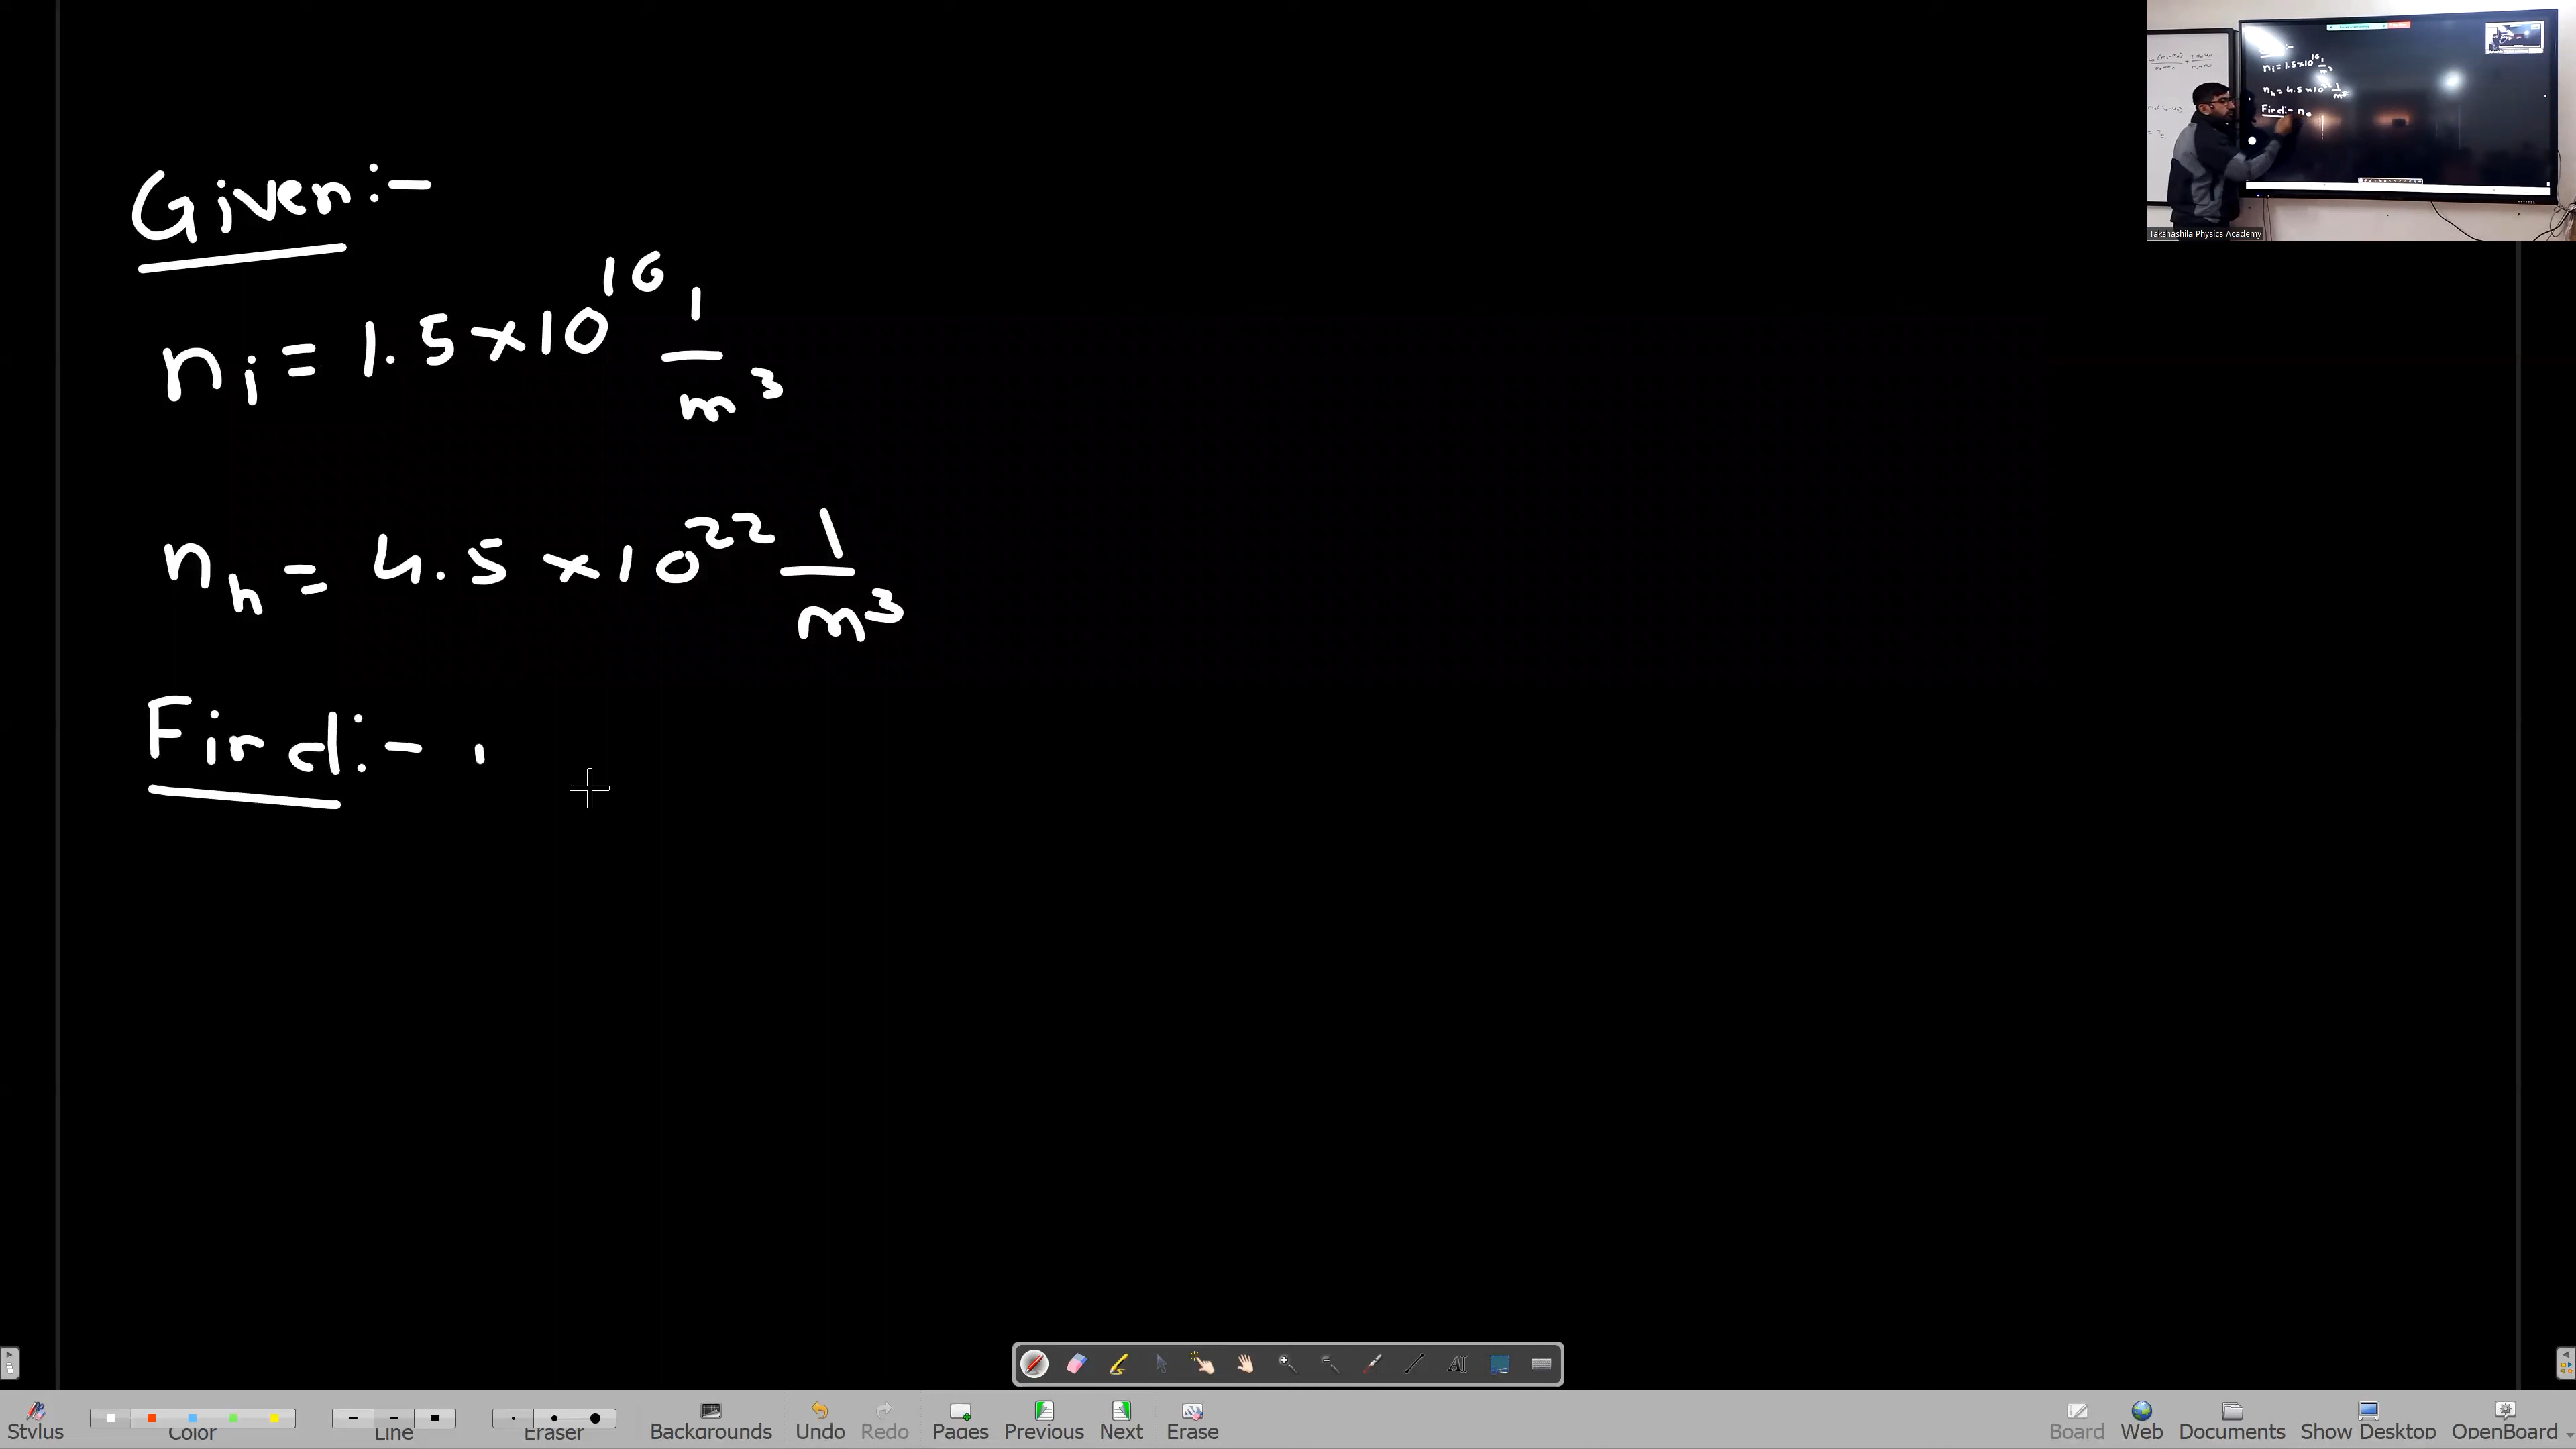 Given:-
nᵢ = 1.5 × 10¹⁶ 1/m³
nₕ = 4.5 × 10²² 1/m³
Find:-
Takshashila Physics Academy
Stylus Color Line Eraser Backgrounds Undo Redo Pages Previous Next Erase Board Web Documents Show Desktop OpenBoard